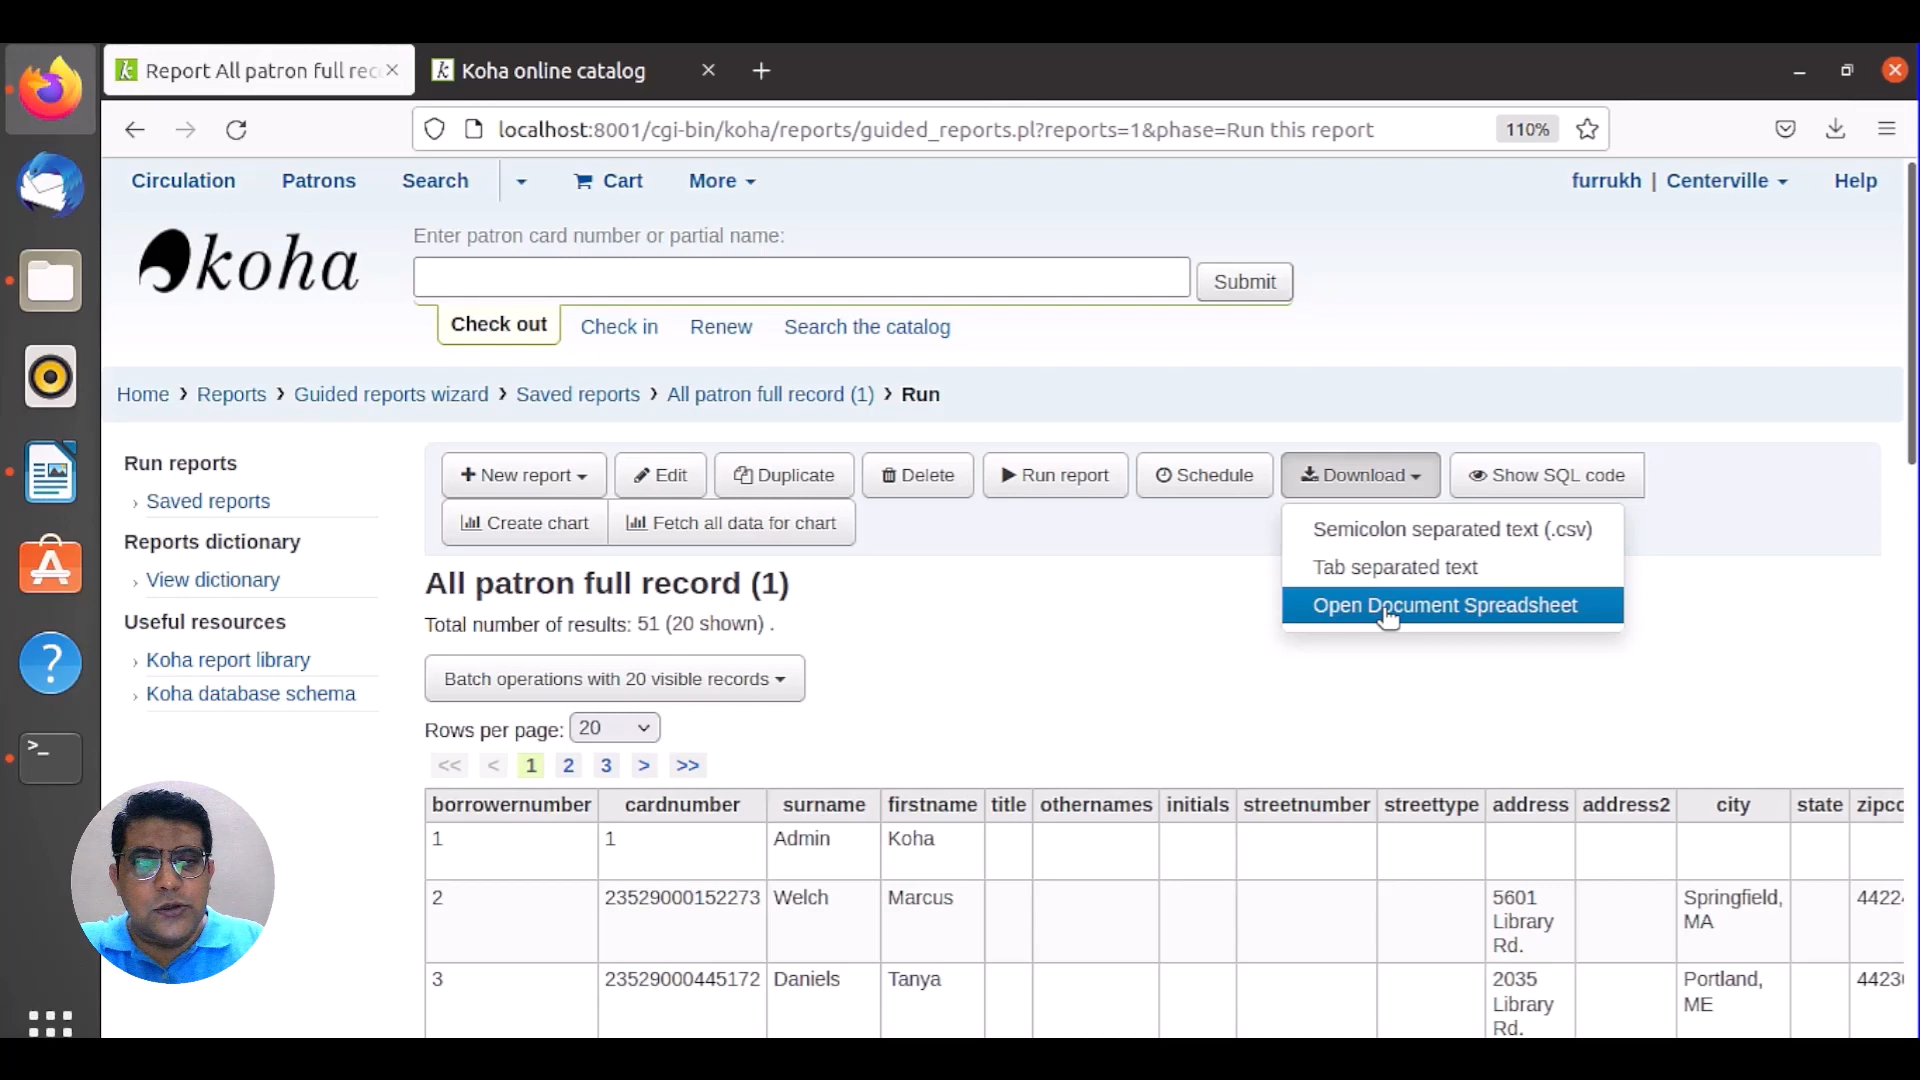 Report All patron full rec
Koha online catalog
localhost:8001/cgi-bin/koha/reports/guided_reports.pl?reports=1&phase=Run this report
110%
Circulation
Patrons
Search
Cart
More
furrukh | Centerville
Help
koha
Enter patron card number or partial name:
Submit
Check out
Check in
Renew
Search the catalog
Home › Reports › Guided reports wizard › Saved reports › All patron full record (1) › Run
Run reports
› Saved reports
Reports dictionary
› View dictionary
Useful resources
› Koha report library
› Koha database schema
New report
Edit
Duplicate
Delete
Run report
Schedule
Download
Show SQL code
Create chart
Fetch all data for chart
Semicolon separated text (.csv)
Tab separated text
Open Document Spreadsheet
All patron full record (1)
Total number of results: 51 (20 shown) .
Batch operations with 20 visible records
Rows per page: 20
<< < 1 2 3 > >>
borrowernumber cardnumber surname firstname title othernames initials streetnumber streettype address address2 city state zipco
1 1 Admin Koha
2 23529000152273 Welch Marcus 5601 Library Rd. Springfield, MA 4422
3 23529000445172 Daniels Tanya 2035 Library Rd. Portland, ME 4423